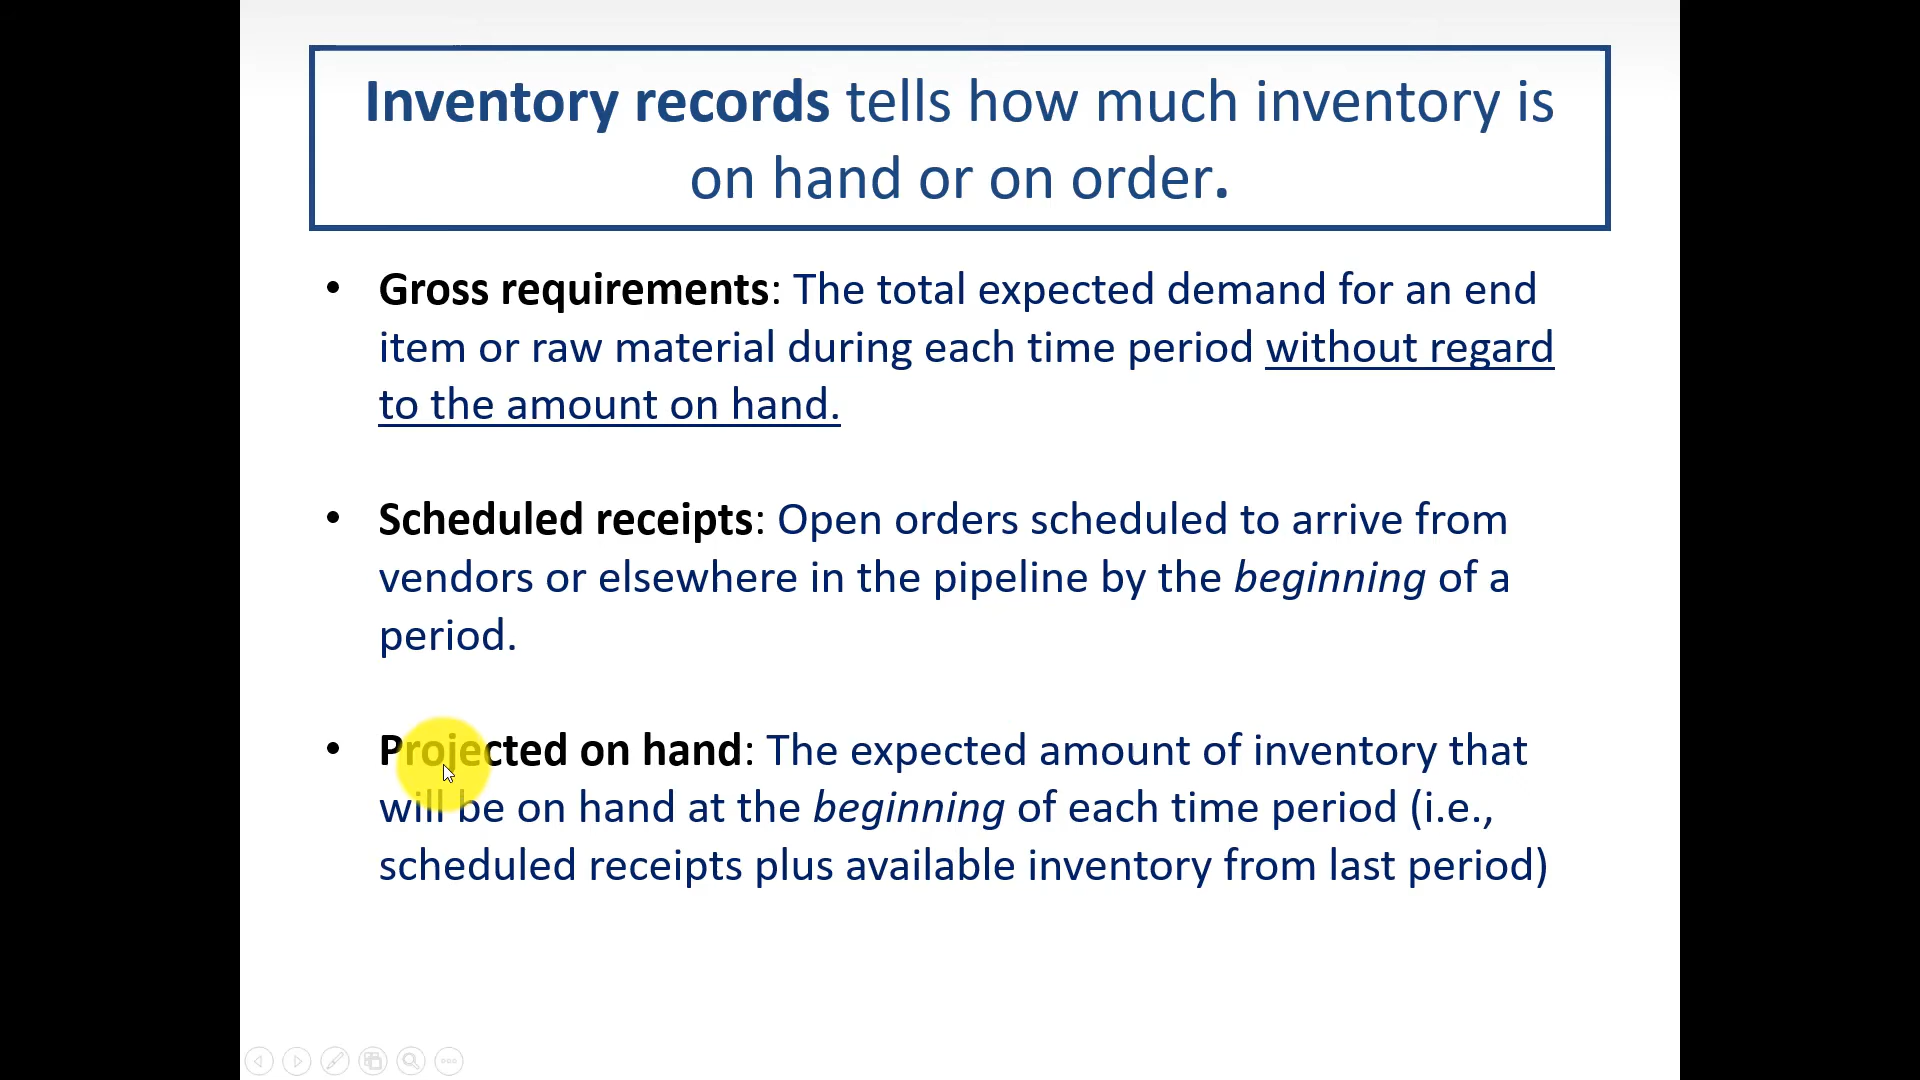 Inventory records tells how much inventory is
on hand or on order.
• Gross requirements: The total expected demand for an end
item or raw material during each time period without regard
to the amount on hand.
• Scheduled receipts: Open orders scheduled to arrive from
vendors or elsewhere in the pipeline by the beginning of a
period.
• Projected on hand: The expected amount of inventory that
will be on hand at the beginning of each time period (i.e.,
scheduled receipts plus available inventory from last period)